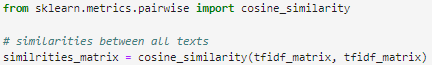 from sklearn.metrics.pairwise import cosine_similarity
# similarities between all texts
similrities_matrix = cosine_similarity(tfidf_matrix, tfidf_matrix)